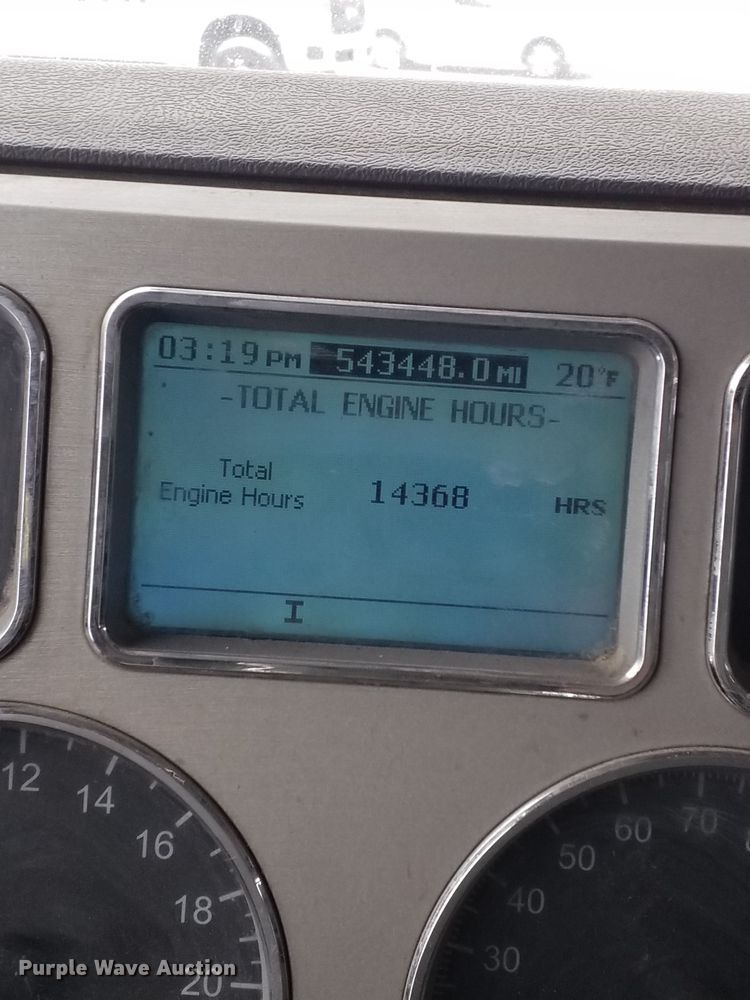 03:19 PM 543448.0 MI 20°F
-TOTAL ENGINE HOURS-
Total
Engine Hours 14368 HRS
I
12
14
16
18
20
60 70
50
40
30
Purple Wave Auction